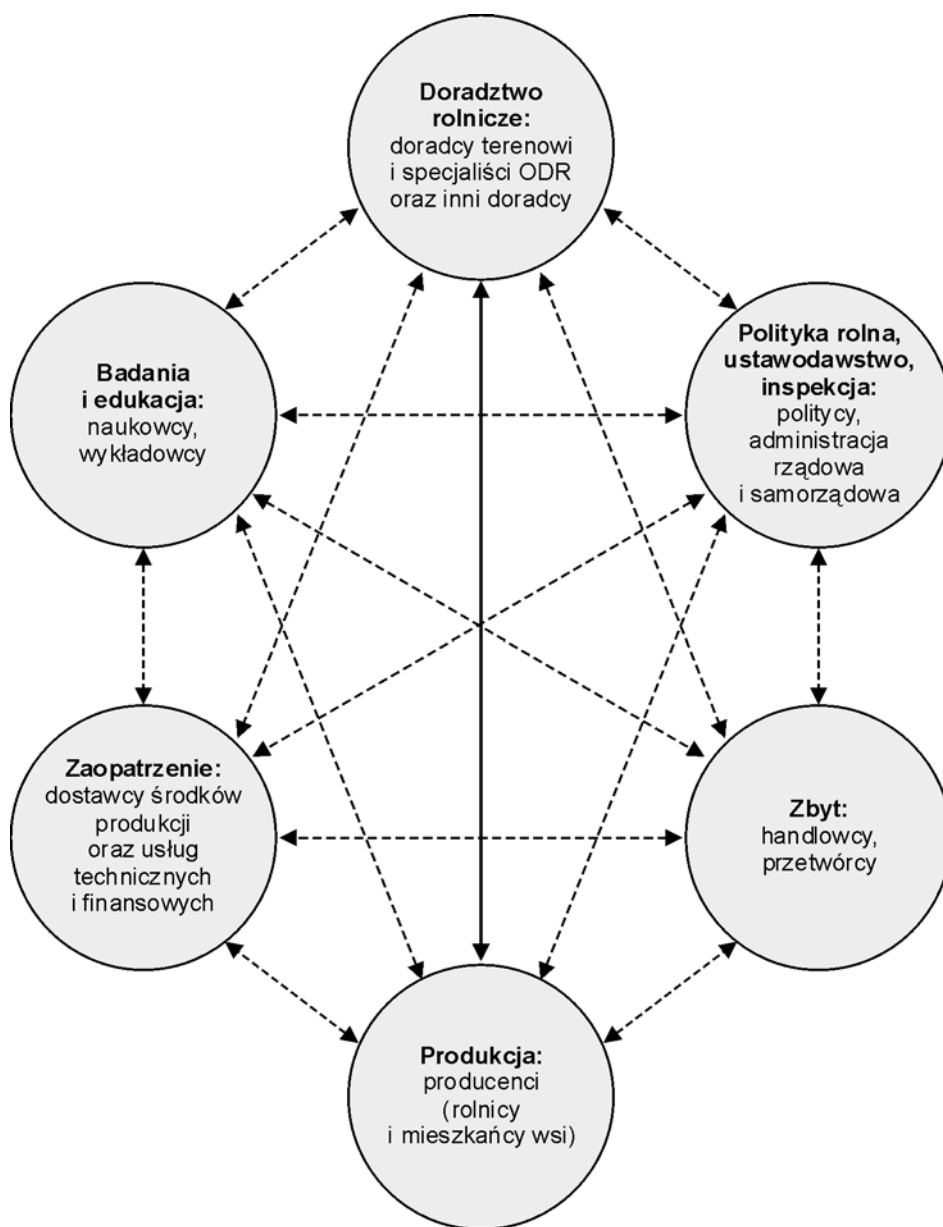 Doradztwo
rolnicze:
doradcy terenowi
i specjaliści ODR
oraz inni doradcy
Badania
i edukacja:
naukowcy,
wykładowcy
Polityka rolna,
ustawodawstwo,
inspekcja:
politycy,
administracja
rządowa
i samorządowa
Zaopatrzenie:
dostawcy środków
produkcji
oraz usług
technicznych
i finansowych
Zbyt:
handlowcy,
przetwórcy
Produkcja:
producenci
(rolnicy
i mieszkańcy wsi)